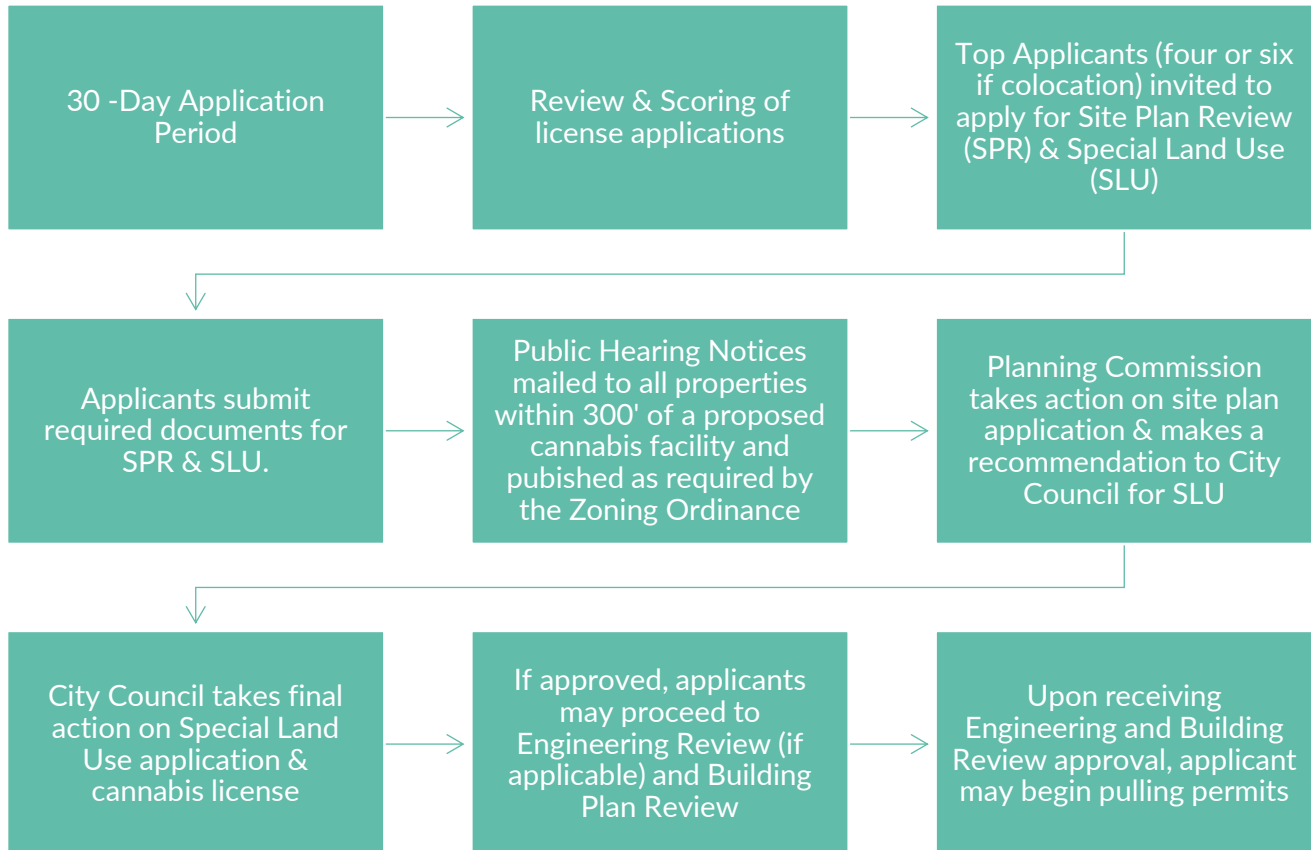 30 -Day Application
Period
Review & Scoring of
license applications
Top Applicants (four or six
if colocation) invited to
apply for Site Plan Review
(SPR) & Special Land Use
(SLU)
Applicants submit
required documents for
SPR & SLU.
Public Hearing Notices
mailed to all properties
within 300' of a proposed
cannabis facility and
pubished as required by
the Zoning Ordinance
Planning Commission
takes action on site plan
application & makes a
recommendation to City
Council for SLU
City Council takes final
action on Special Land
Use application &
cannabis license
If approved, applicants
may proceed to
Engineering Review (if
applicable) and Building
Plan Review
Upon receiving
Engineering and Building
Review approval, applicant
may begin pulling permits